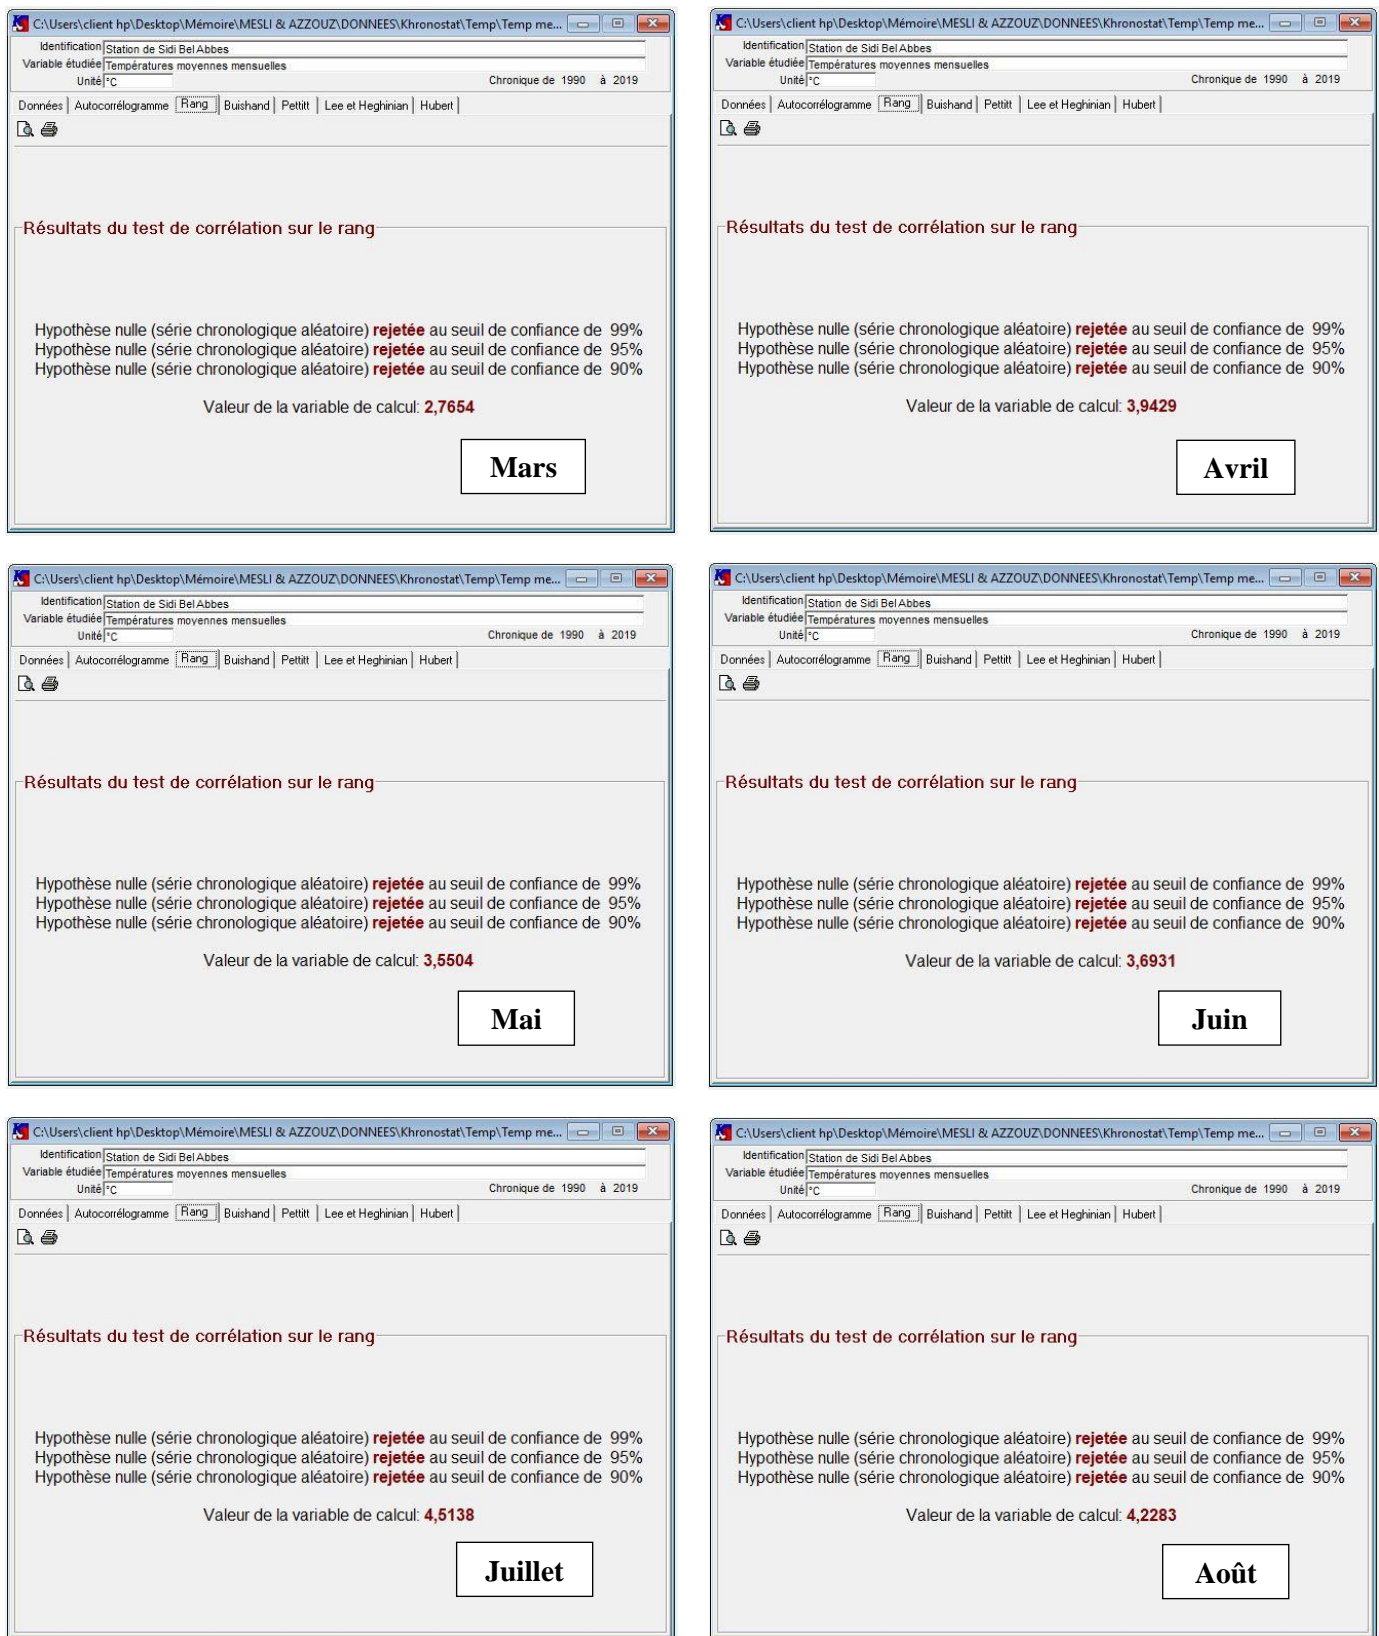 C:\Users\client hp\Desktop\Mémoire\MESLI & AZZOUZ\DONNEES\Khronostat\Temp\Temp me...
Identification Station de Sidi Bel Abbes
Variable étudiée Températures moyennes mensuelles
Unité °C Chronique de 1990 à 2019
Données Autocorrélogramme Rang Buishand Pettitt Lee et Heghinian Hubert
Résultats du test de corrélation sur le rang
Hypothèse nulle (série chronologique aléatoire) rejetée au seuil de confiance de 99%
Hypothèse nulle (série chronologique aléatoire) rejetée au seuil de confiance de 95%
Hypothèse nulle (série chronologique aléatoire) rejetée au seuil de confiance de 90%
Valeur de la variable de calcul: 2,7654
Mars
C:\Users\client hp\Desktop\Mémoire\MESLI & AZZOUZ\DONNEES\Khronostat\Temp\Temp me...
Identification Station de Sidi Bel Abbes
Variable étudiée Températures moyennes mensuelles
Unité °C Chronique de 1990 à 2019
Données Autocorrélogramme Rang Buishand Pettitt Lee et Heghinian Hubert
Résultats du test de corrélation sur le rang
Hypothèse nulle (série chronologique aléatoire) rejetée au seuil de confiance de 99%
Hypothèse nulle (série chronologique aléatoire) rejetée au seuil de confiance de 95%
Hypothèse nulle (série chronologique aléatoire) rejetée au seuil de confiance de 90%
Valeur de la variable de calcul: 3,9429
Avril
C:\Users\client hp\Desktop\Mémoire\MESLI & AZZOUZ\DONNEES\Khronostat\Temp\Temp me...
Identification Station de Sidi Bel Abbes
Variable étudiée Températures moyennes mensuelles
Unité °C Chronique de 1990 à 2019
Données Autocorrélogramme Rang Buishand Pettitt Lee et Heghinian Hubert
Résultats du test de corrélation sur le rang
Hypothèse nulle (série chronologique aléatoire) rejetée au seuil de confiance de 99%
Hypothèse nulle (série chronologique aléatoire) rejetée au seuil de confiance de 95%
Hypothèse nulle (série chronologique aléatoire) rejetée au seuil de confiance de 90%
Valeur de la variable de calcul: 3,5504
Mai
C:\Users\client hp\Desktop\Mémoire\MESLI & AZZOUZ\DONNEES\Khronostat\Temp\Temp me...
Identification Station de Sidi Bel Abbes
Variable étudiée Températures moyennes mensuelles
Unité °C Chronique de 1990 à 2019
Données Autocorrélogramme Rang Buishand Pettitt Lee et Heghinian Hubert
Résultats du test de corrélation sur le rang
Hypothèse nulle (série chronologique aléatoire) rejetée au seuil de confiance de 99%
Hypothèse nulle (série chronologique aléatoire) rejetée au seuil de confiance de 95%
Hypothèse nulle (série chronologique aléatoire) rejetée au seuil de confiance de 90%
Valeur de la variable de calcul: 3,6931
Juin
C:\Users\client hp\Desktop\Mémoire\MESLI & AZZOUZ\DONNEES\Khronostat\Temp\Temp me...
Identification Station de Sidi Bel Abbes
Variable étudiée Températures moyennes mensuelles
Unité °C Chronique de 1990 à 2019
Données Autocorrélogramme Rang Buishand Pettitt Lee et Heghinian Hubert
Résultats du test de corrélation sur le rang
Hypothèse nulle (série chronologique aléatoire) rejetée au seuil de confiance de 99%
Hypothèse nulle (série chronologique aléatoire) rejetée au seuil de confiance de 95%
Hypothèse nulle (série chronologique aléatoire) rejetée au seuil de confiance de 90%
Valeur de la variable de calcul: 4,5138
Juillet
C:\Users\client hp\Desktop\Mémoire\MESLI & AZZOUZ\DONNEES\Khronostat\Temp\Temp me...
Identification Station de Sidi Bel Abbes
Variable étudiée Températures moyennes mensuelles
Unité °C Chronique de 1990 à 2019
Données Autocorrélogramme Rang Buishand Pettitt Lee et Heghinian Hubert
Résultats du test de corrélation sur le rang
Hypothèse nulle (série chronologique aléatoire) rejetée au seuil de confiance de 99%
Hypothèse nulle (série chronologique aléatoire) rejetée au seuil de confiance de 95%
Hypothèse nulle (série chronologique aléatoire) rejetée au seuil de confiance de 90%
Valeur de la variable de calcul: 4,2283
Août